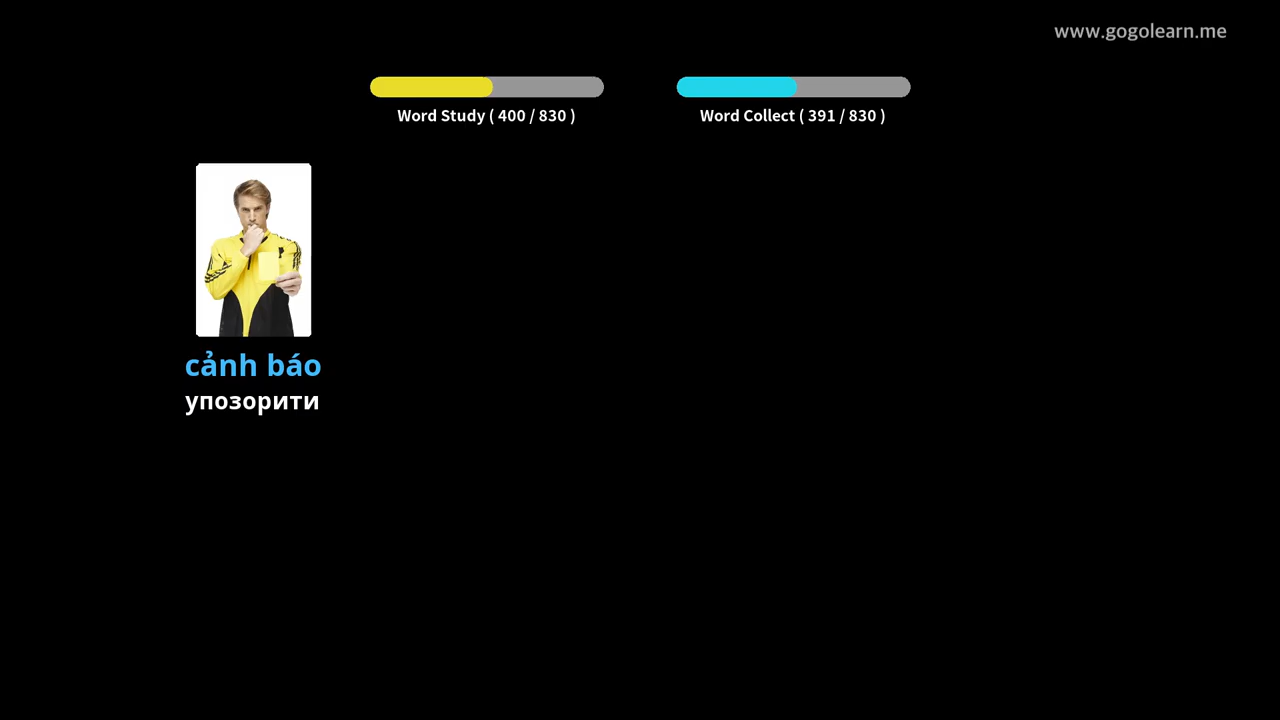 www.gogolearn.me
Word Study ( 400 / 830 )
Word Collect ( 391 / 830 )
cảnh báo
упозорити